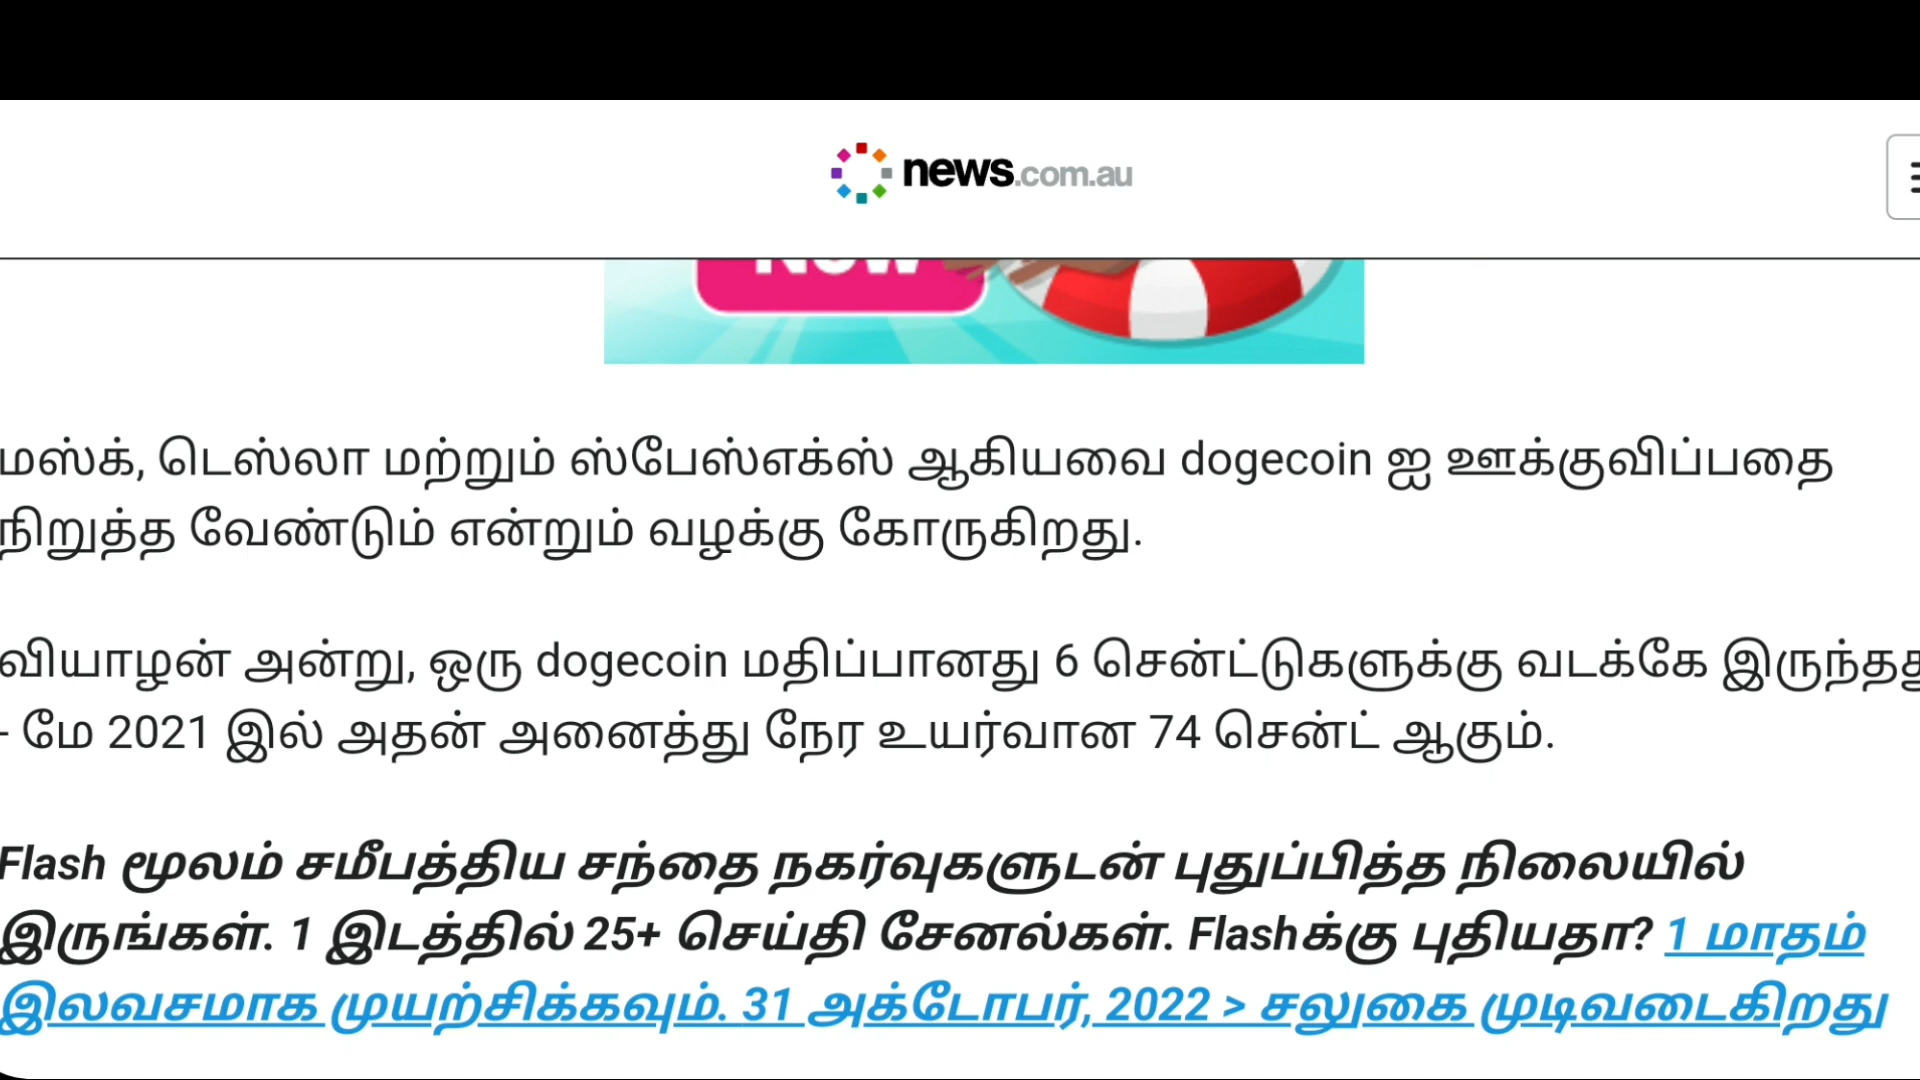 news.com.au
Now
மஸ்க், டெஸ்லா மற்றும் ஸ்பேஸ்எக்ஸ் ஆகியவை dogecoin ஐ ஊக்குவிப்பதை
நிறுத்த வேண்டும் என்றும் வழக்கு கோருகிறது.
வியாழன் அன்று, ஒரு dogecoin மதிப்பானது 6 சென்ட்டுகளுக்கு வடக்கே இருந்தது
- மே 2021 இல் அதன் அனைத்து நேர உயர்வான 74 சென்ட் ஆகும்.
Flash மூலம் சமீபத்திய சந்தை நகர்வுகளுடன் புதுப்பித்த நிலையில்
இருங்கள். 1 இடத்தில் 25+ செய்தி சேனல்கள். Flashக்கு புதியதா? 1 மாதம்
இலவசமாக முயற்சிக்கவும். 31 அக்டோபர், 2022 > சலுகை முடிவடைகிறது